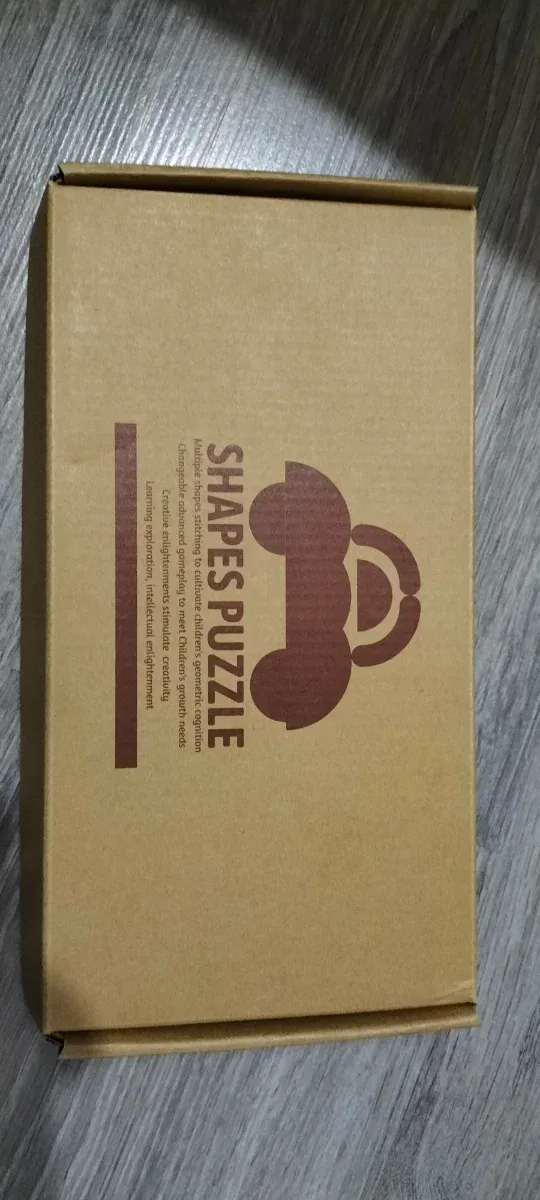 SHAPES PUZZLE
Multiple shapes stitching to cultivate children's geometric cognition
Changeable advanced gameplay to meet Children's growth needs
Creative enlightenments stimulate creativity
Learning exploration, intellectual enlightenment